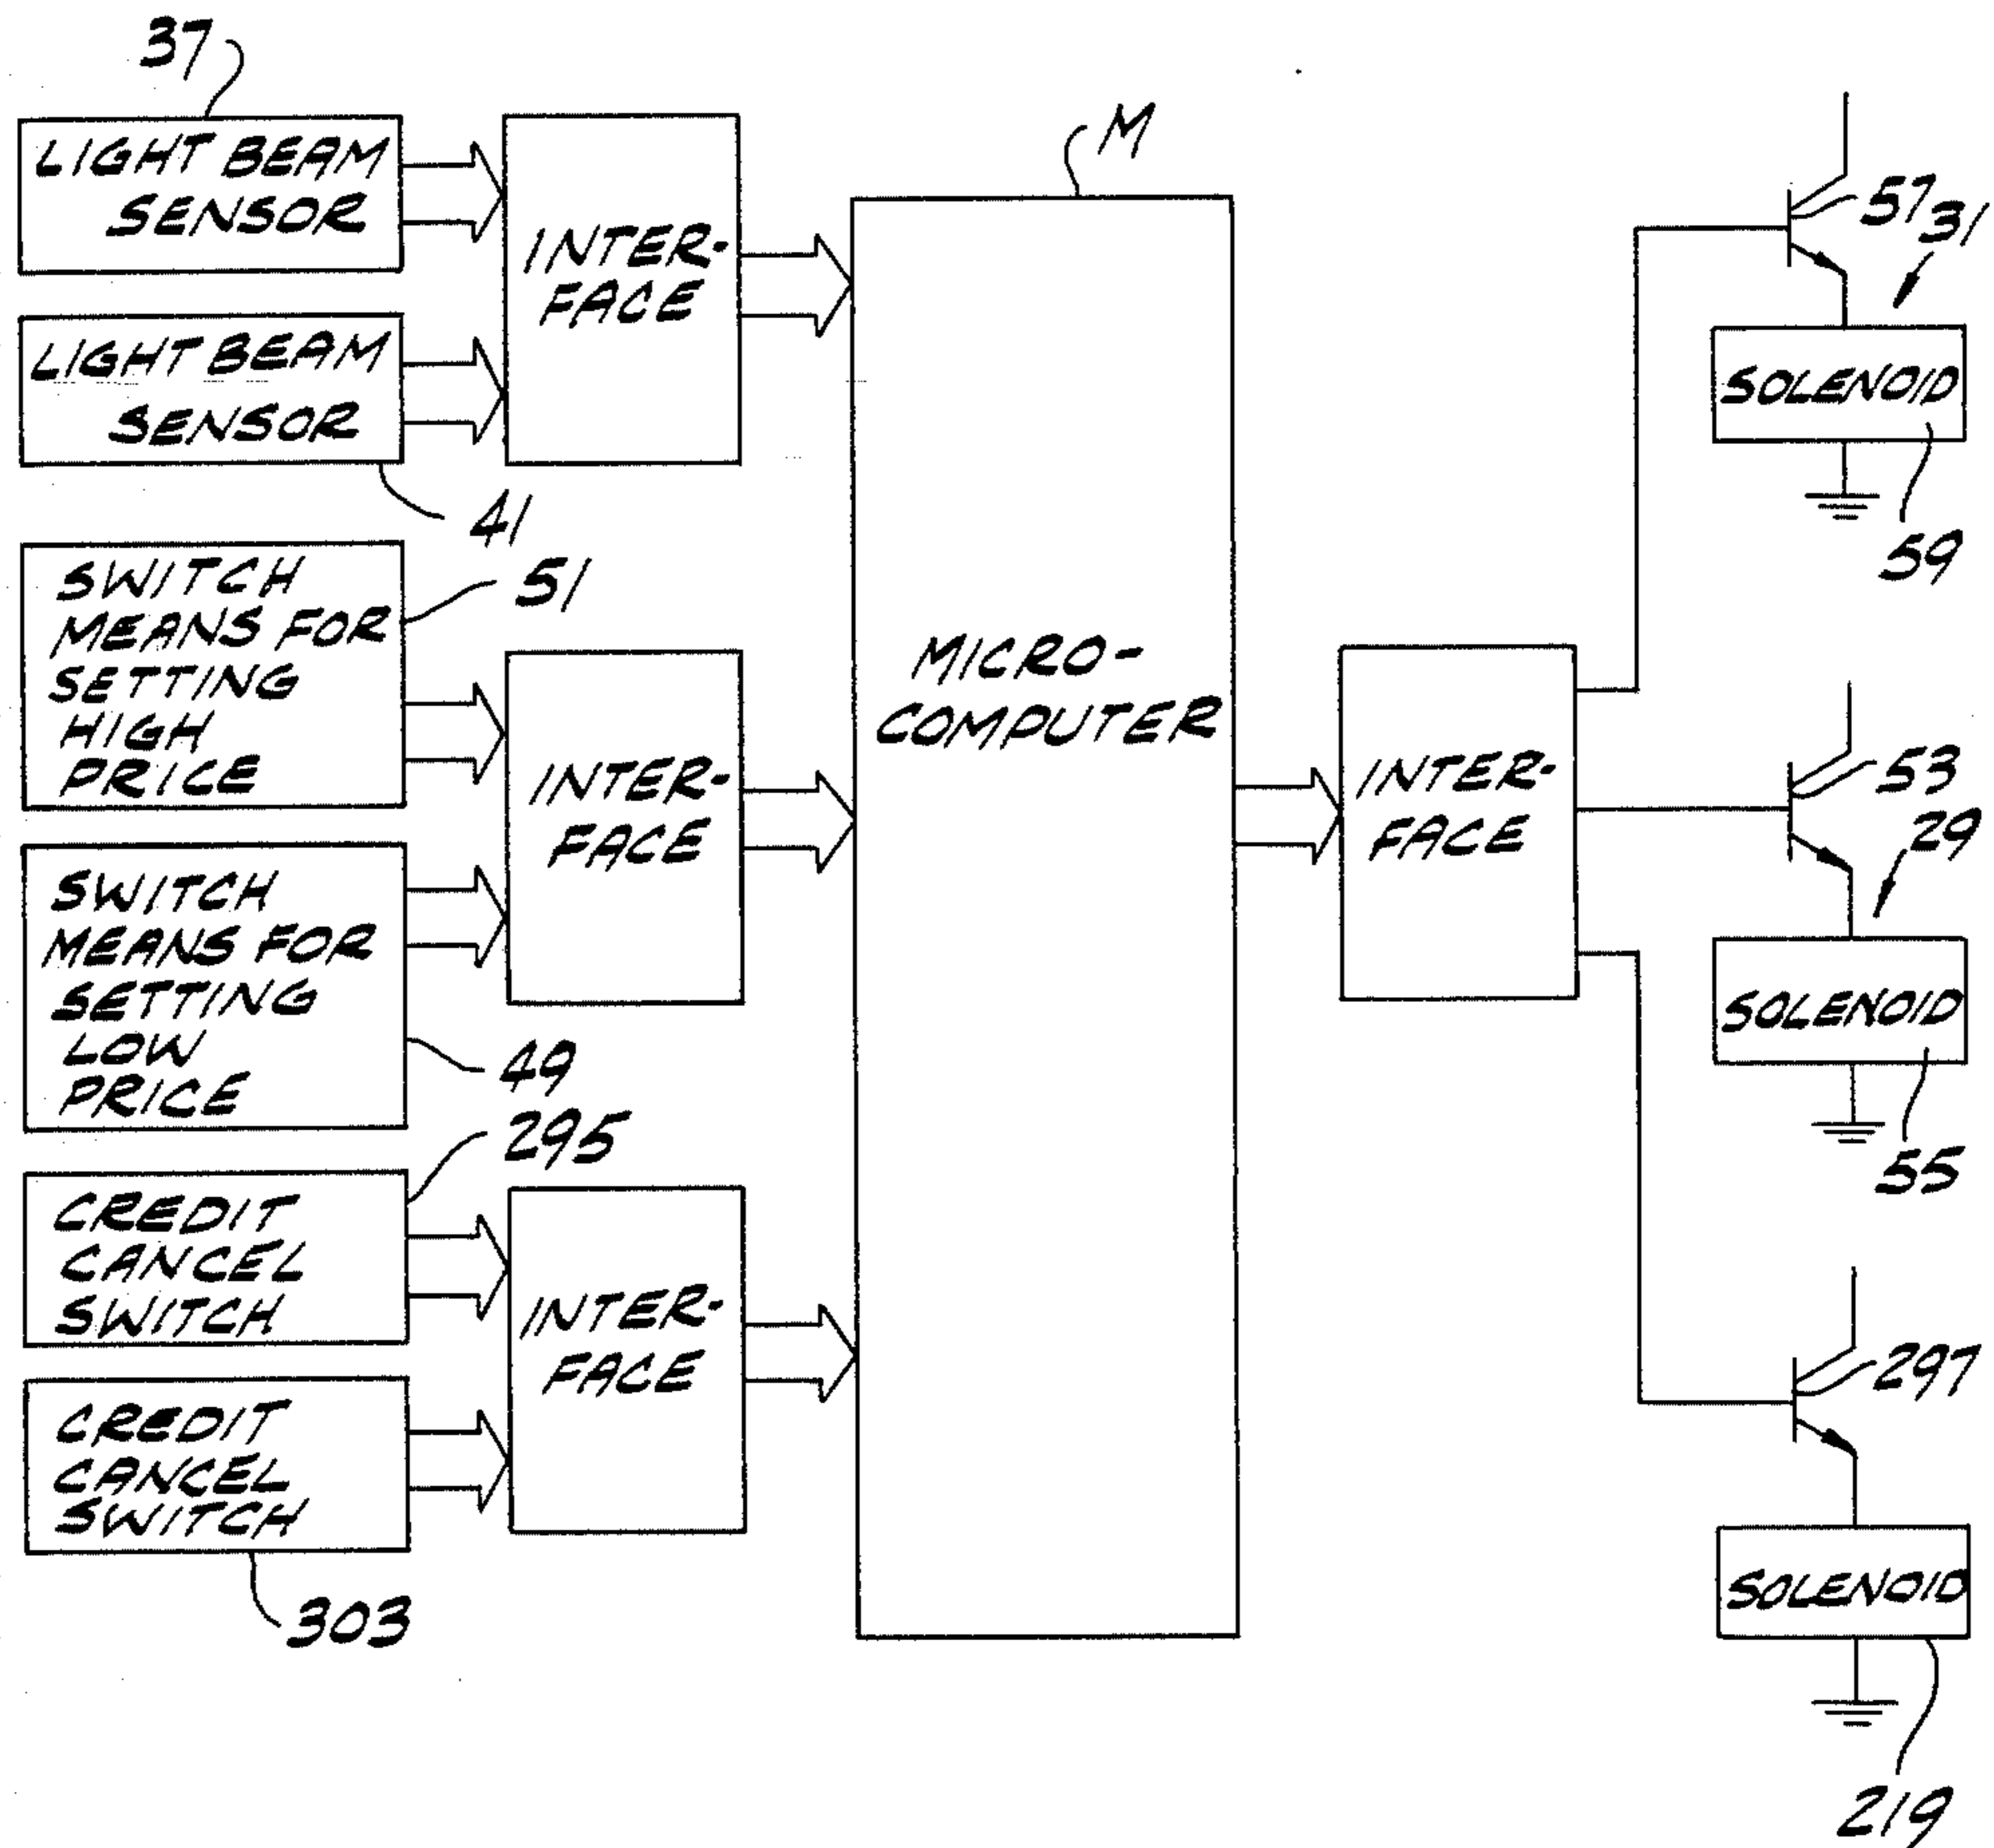 37
LIGHT BEAM
SENSOR
LIGHT BEAM
SENSOR
41
INTER-
FACE
SWITCH
MEANS FOR
SETTING
HIGH
PRICE
51
SWITCH
MEANS FOR
SETTING
LOW
PRICE
49
INTER-
FACE
CREDIT
CANCEL
SWITCH
295
CREDIT
CANCEL
SWITCH
303
INTER-
FACE
M
MICRO-
COMPUTER
INTER-
FACE
57
31
SOLENOID
59
53
29
SOLENOID
55
297
SOLENOID
219